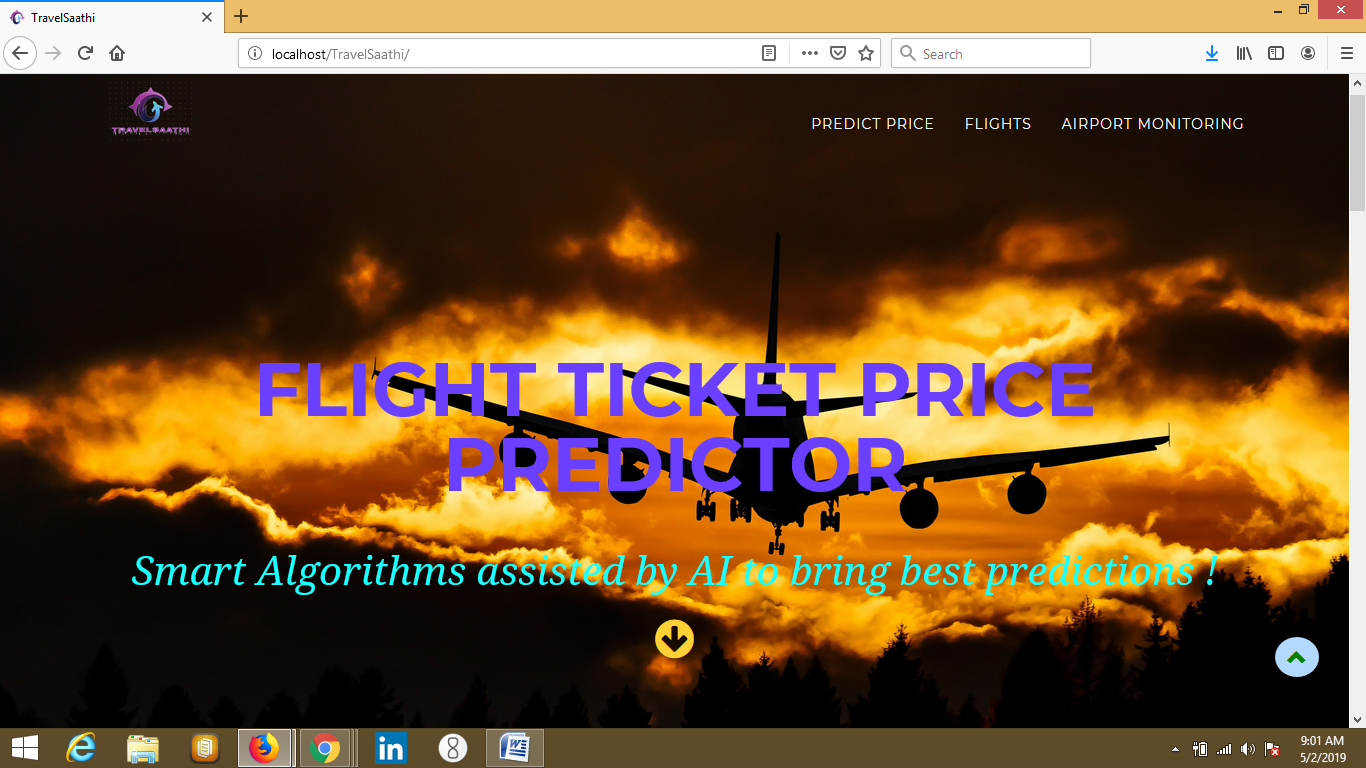 TravelSaathi
localhost/TravelSaathi/
Search
TRAVELSAATHI
PREDICT PRICE FLIGHTS AIRPORT MONITORING
FLIGHT TICKET PRICE
PREDICTOR
Smart Algorithms assisted by AI to bring best predictions !
9:01 AM
5/2/2019